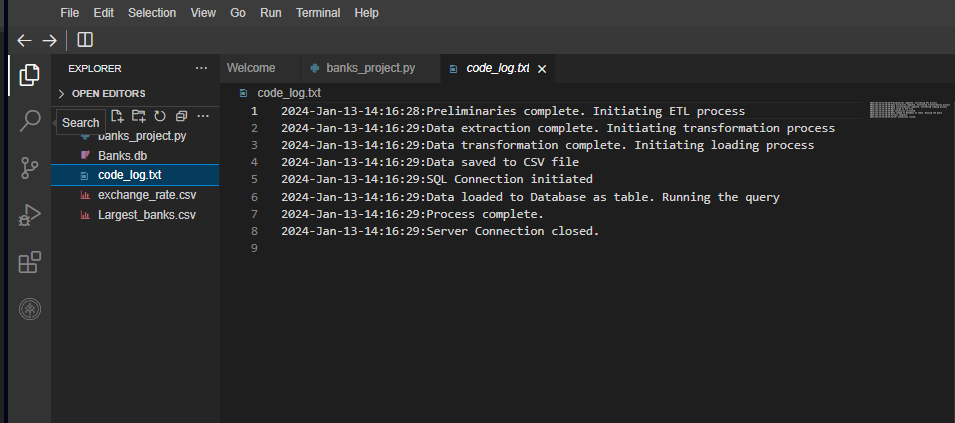 File Edit Selection View Go Run Terminal Help
EXPLORER
OPEN EDITORS
Search
banks_project.py
Banks.db
code_log.txt
exchange_rate.csv
Largest_banks.csv
Welcome banks_project.py code_log.txt
code_log.txt
1 2024-Jan-13-14:16:28:Preliminaries complete. Initiating ETL process
2 2024-Jan-13-14:16:29:Data extraction complete. Initiating transformation process
3 2024-Jan-13-14:16:29:Data transformation complete. Initiating loading process
4 2024-Jan-13-14:16:29:Data saved to CSV file
5 2024-Jan-13-14:16:29:SQL Connection initiated
6 2024-Jan-13-14:16:29:Data loaded to Database as table. Running the query
7 2024-Jan-13-14:16:29:Process complete.
8 2024-Jan-13-14:16:29:Server Connection closed.
9